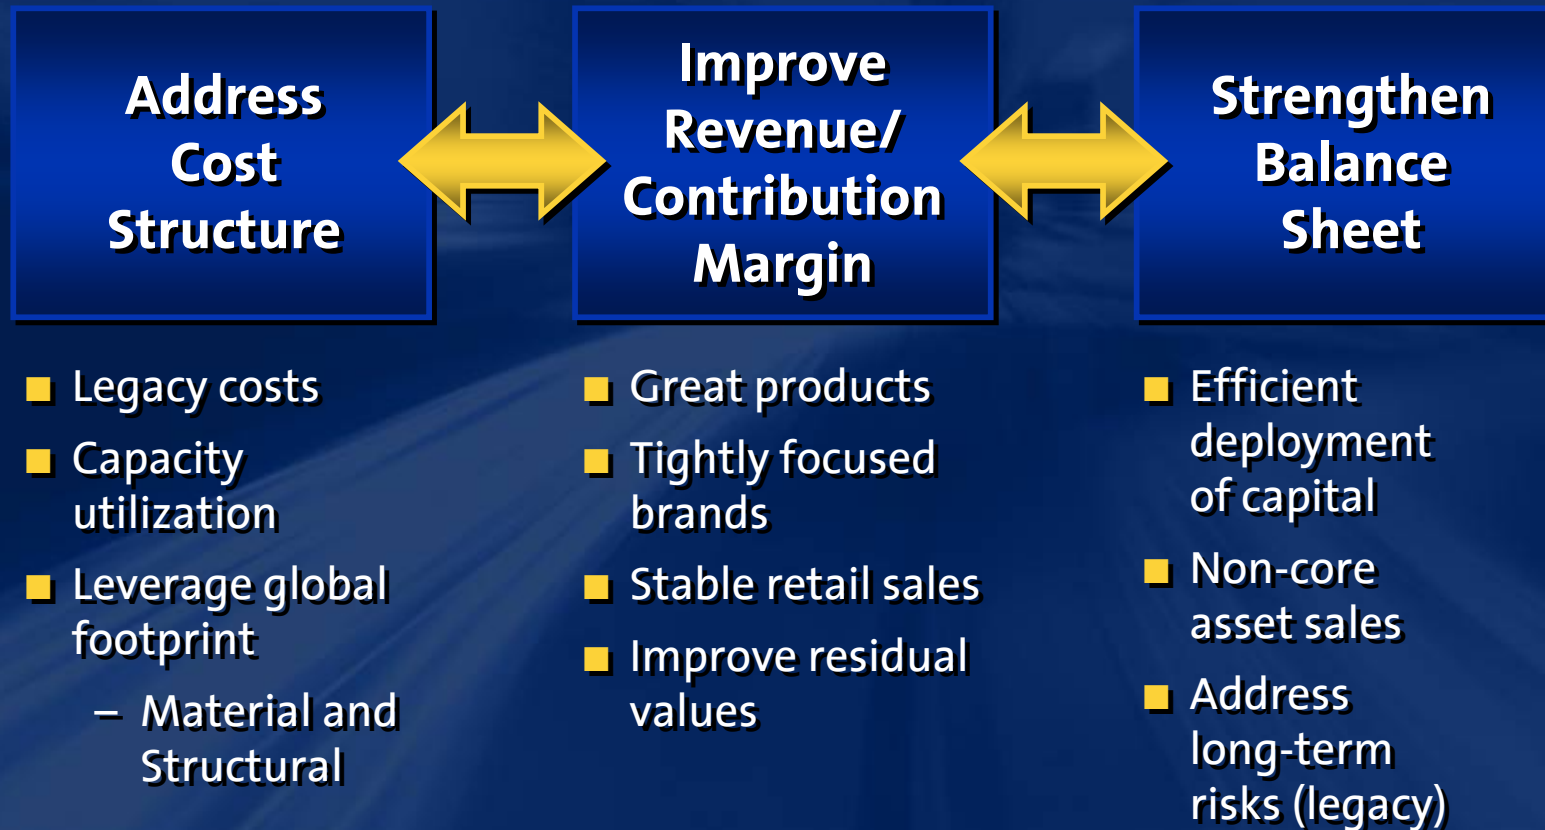 Address
Cost
Structure
Improve
Revenue/
Contribution
Margin
Strengthen
Balance
Sheet
Legacy costs
Capacity
utilization
Leverage global
footprint
– Material and
Structural
Great products
Tightly focused
brands
Stable retail sales
Improve residual
values
Efficient
deployment
of capital
Non-core
asset sales
Address
long-term
risks (legacy)